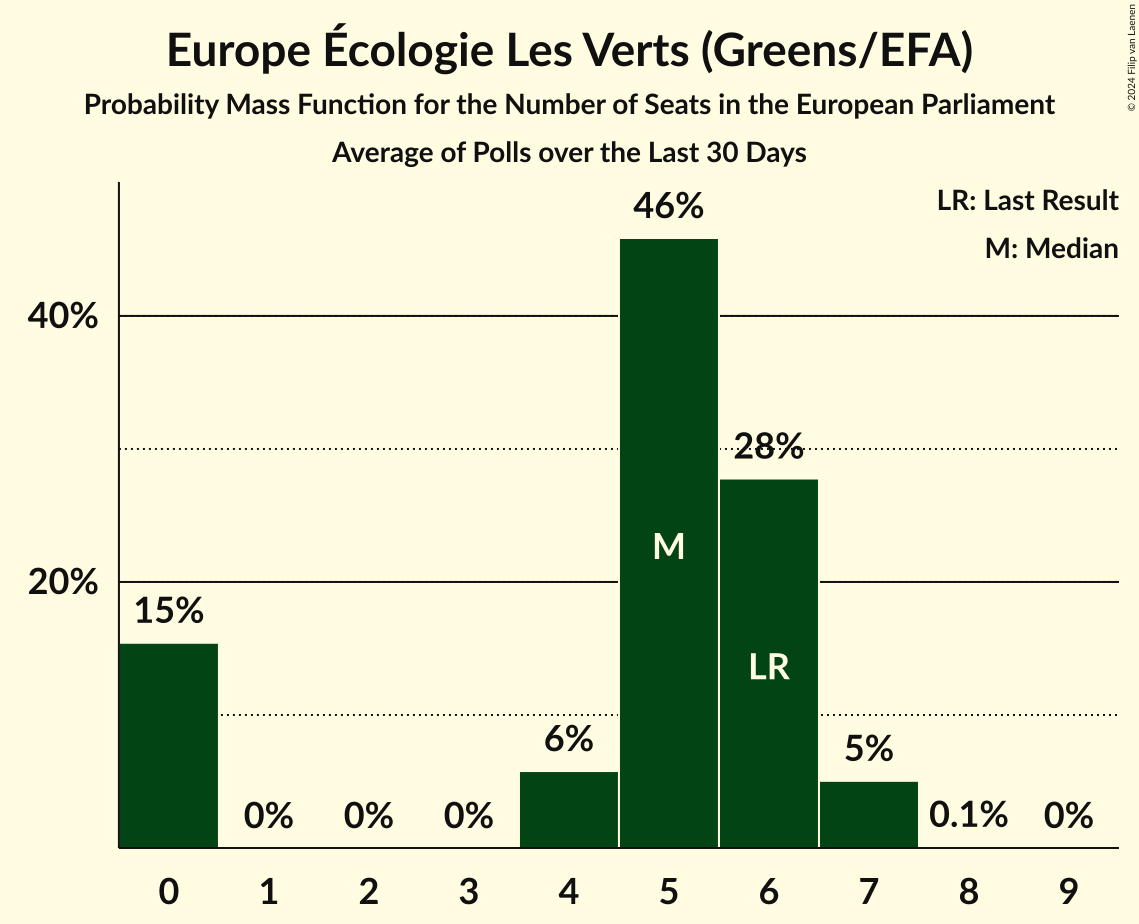 Europe Écologie Les Verts (Greens/EFA)
Probability Mass Function for the Number of Seats in the European Parliament
Average of Polls over the Last 30 Days
© 2024 Filip van Laenen
LR: Last Result
M: Median
40%
20%
15%
0%
0%
0%
6%
46%
28%
5%
0.1%
0%
M
LR
0 1 2 3 4 5 6 7 8 9